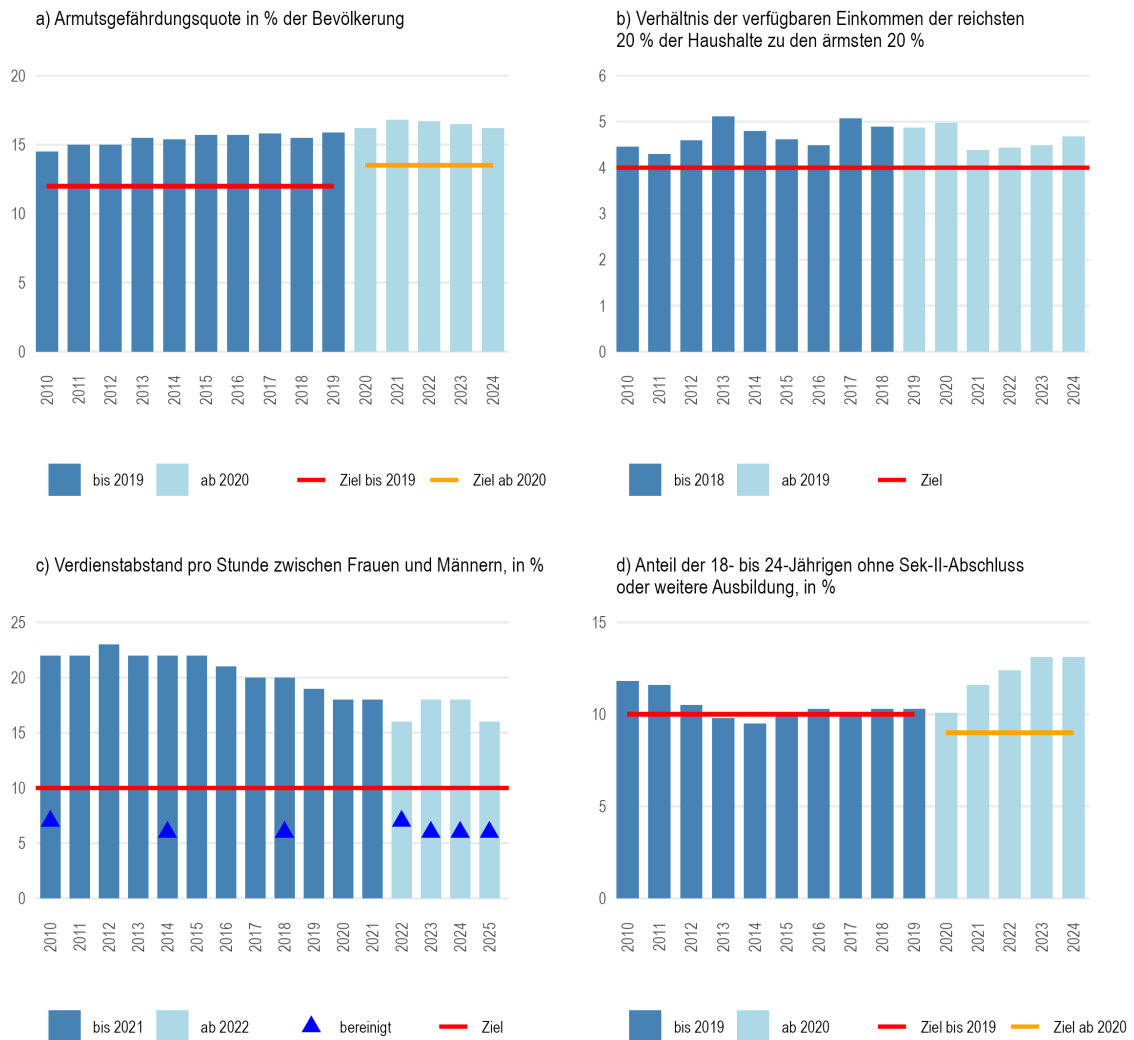 a) Armutsgefährdungsquote in % der Bevölkerung
20
15
10
5
0
2010 2011 2012 2013 2014 2015 2016 2017 2018 2019 2020 2021 2022 2023 2024
bis 2019 ab 2020 Ziel bis 2019 Ziel ab 2020
b) Verhältnis der verfügbaren Einkommen der reichsten
20 % der Haushalte zu den ärmsten 20 %
6
5
4
3
2
1
0
2010 2011 2012 2013 2014 2015 2016 2017 2018 2019 2020 2021 2022 2023 2024
bis 2018 ab 2019 Ziel
c) Verdienstabstand pro Stunde zwischen Frauen und Männern, in %
25
20
15
10
5
0
2010 2011 2012 2013 2014 2015 2016 2017 2018 2019 2020 2021 2022 2023 2024 2025
bis 2021 ab 2022 bereinigt Ziel
d) Anteil der 18- bis 24-Jährigen ohne Sek-II-Abschluss
oder weitere Ausbildung, in %
15
10
5
0
2010 2011 2012 2013 2014 2015 2016 2017 2018 2019 2020 2021 2022 2023 2024
bis 2019 ab 2020 Ziel bis 2019 Ziel ab 2020